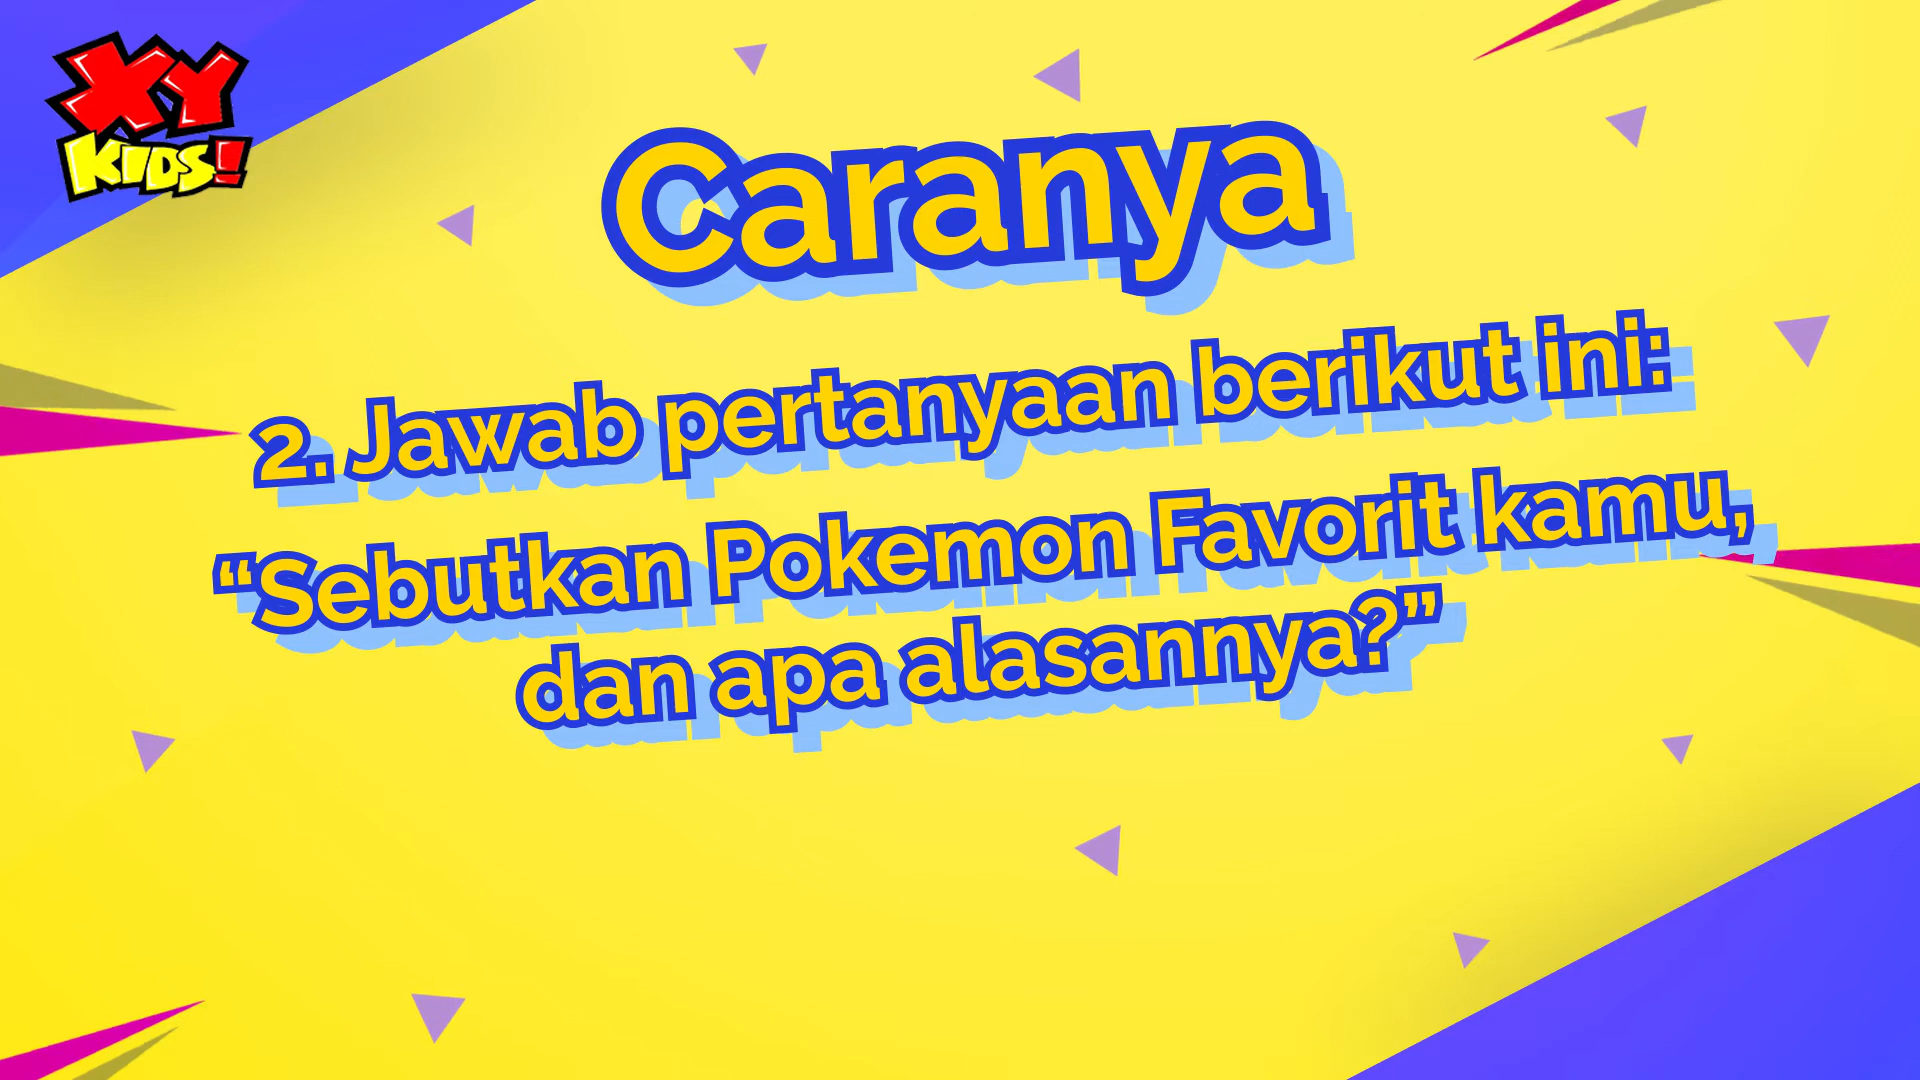 XY
KIDS!
Caranya
2. Jawab pertanyaan berikut ini:
“Sebutkan Pokemon Favorit kamu,
dan apa alasannya?”